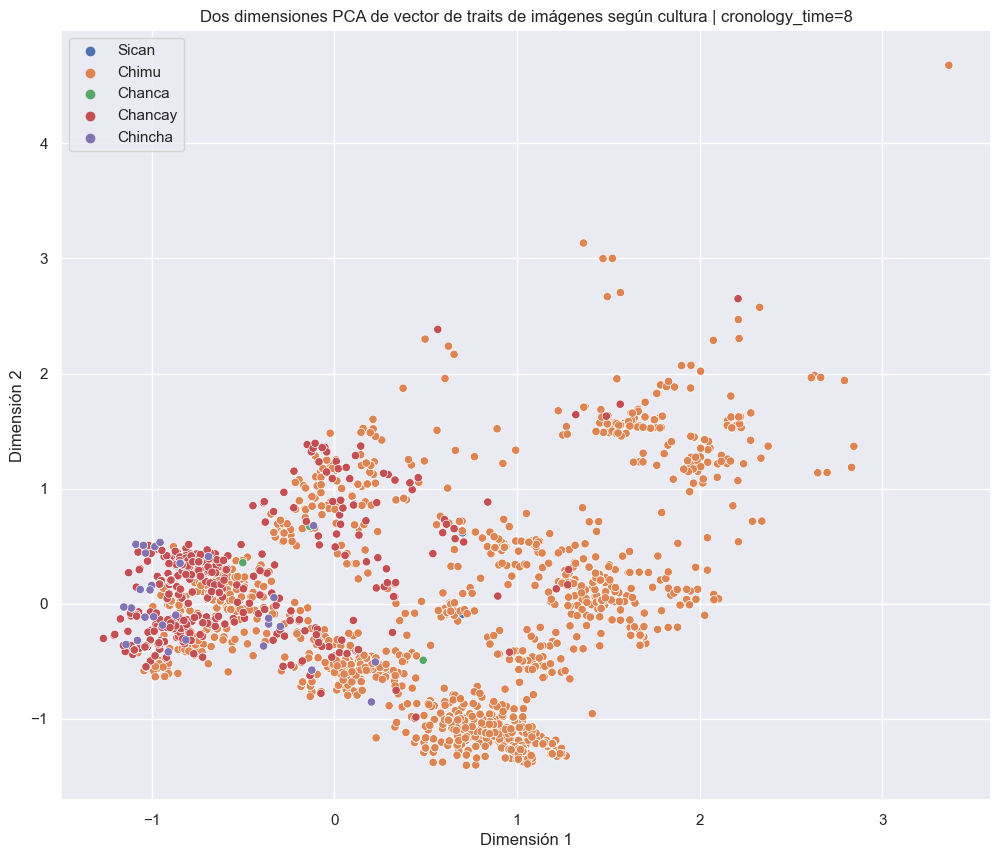 Dos dimensiones PCA de vector de traits de imágenes según cultura | cronology_time=8
Sican
Chimu
Chanca
Chancay
Chincha
4
3
2
1
0
−1
Dimensión 2
−1
0
1
2
3
Dimensión 1